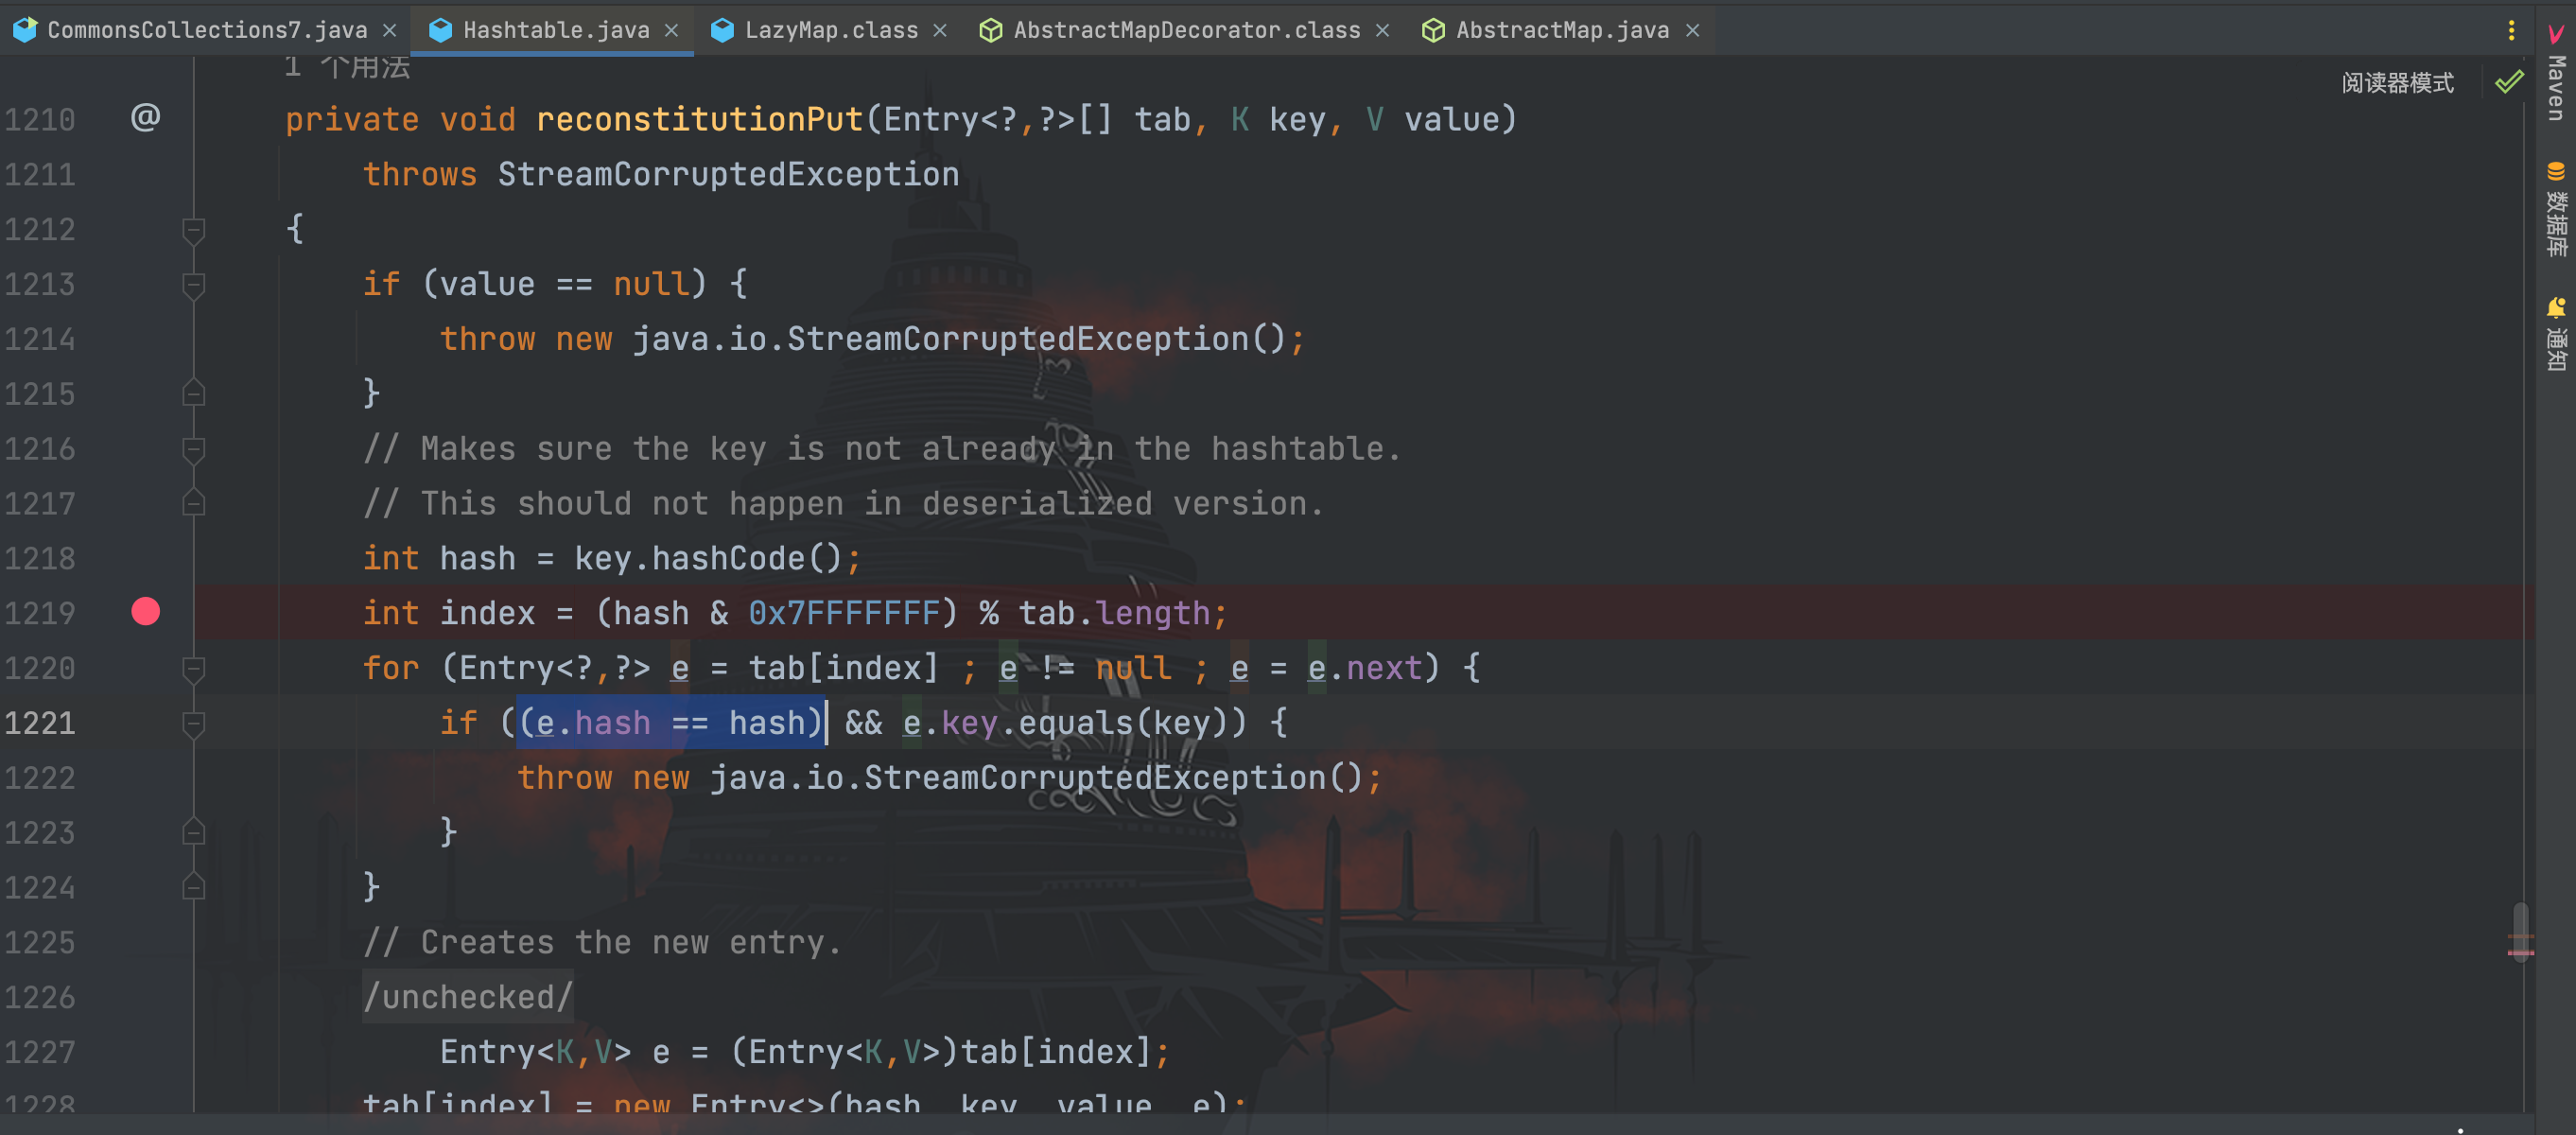 CommonsCollections7.java
Hashtable.java
LazyMap.class
AbstractMapDecorator.class
AbstractMap.java
1 个用法
阅读器模式
1210 @ private void reconstitutionPut(Entry<?,?>[] tab, K key, V value)
1211 throws StreamCorruptedException
1212 {
1213 if (value == null) {
1214 throw new java.io.StreamCorruptedException();
1215 }
1216 // Makes sure the key is not already in the hashtable.
1217 // This should not happen in deserialized version.
1218 int hash = key.hashCode();
1219 int index = (hash & 0x7FFFFFFF) % tab.length;
1220 for (Entry<?,?> e = tab[index] ; e != null ; e = e.next) {
1221 if ((e.hash == hash) && e.key.equals(key)) {
1222 throw new java.io.StreamCorruptedException();
1223 }
1224 }
1225 // Creates the new entry.
1226 /unchecked/
1227 Entry<K,V> e = (Entry<K,V>)tab[index];
1228 tab[index] = new Entry<>(hash, key, value, e);
Maven
数据库
通知